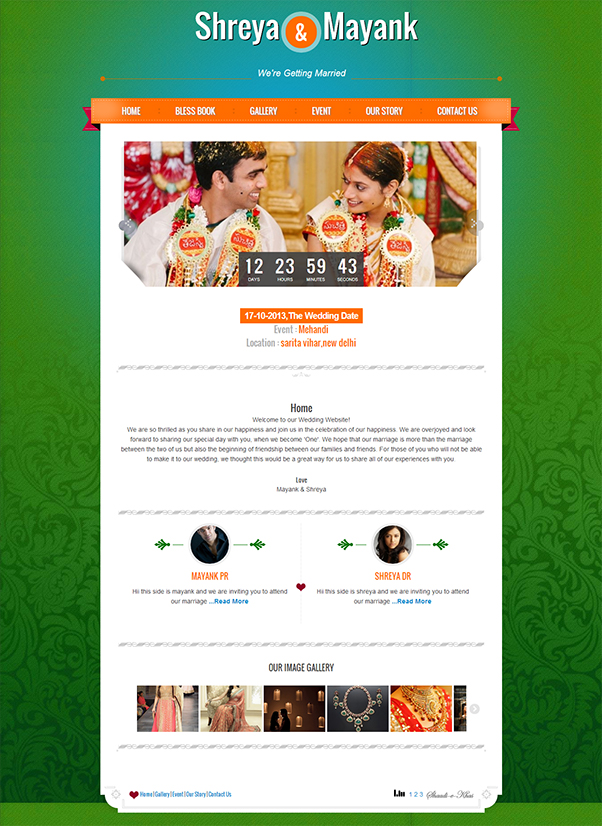 Shreya & Mayank
We're Getting Married
HOME BLESS BOOK GALLERY EVENT OUR STORY CONTACT US
12 23 59 43
DAYS HOURS MINUTES SECONDS
17-10-2013,The Wedding Date
Event : Mehandi
Location : sarita vihar,new delhi
Home
Welcome to our Wedding Website!
We are so thrilled as you share in our happiness and join us in the celebration of our happiness. We are overjoyed and look
forward to sharing our special day with you, when we become 'One'. We hope that our marriage is more than the marriage
between the two of us but also the beginning of friendship between our families and friends. For those of you who will not be able
to make it to our wedding, we thought this would be a great way for us to share all of our experiences with you.
Love
Mayank & Shreya
MAYANK PR
Hi this side is mayank and we are inviting you to attend
our marriage ...Read More
SHREYA DR
Hi this side is shreya and we are inviting you to attend
our marriage ...Read More
OUR IMAGE GALLERY
Home | Gallery | Event | Our Story | Contact Us
1 2 3 Shaadi-e-Khas